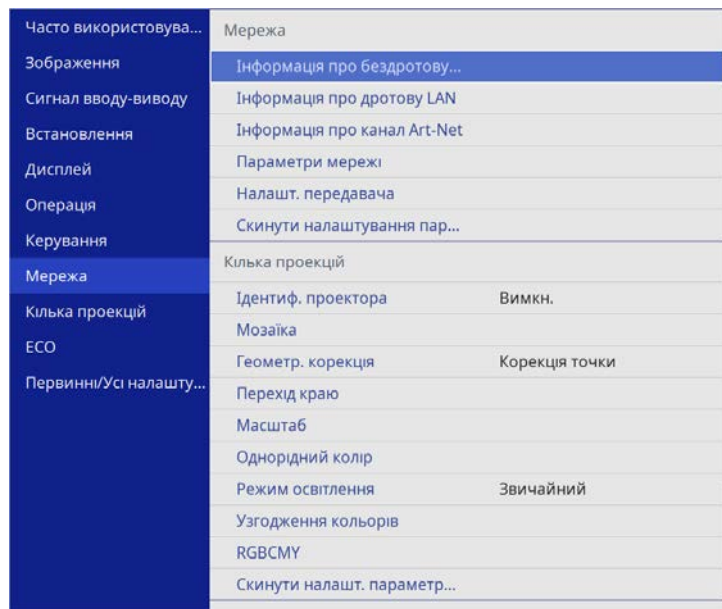 Часто використовува...
Зображення
Сигнал вводу-виводу
Встановлення
Дисплей
Операція
Керування
Мережа
Кілька проекцій
ECO
Первинні/Усі налашту...
Мережа
Інформація про бездротову...
Інформація про дротову LAN
Інформація про канал Art-Net
Параметри мережі
Налашт. передавача
Скинути налаштування пар...
Кілька проекцій
Ідентиф. проектора Вимкн.
Мозаїка
Геометр. корекція Корекція точки
Перехід краю
Масштаб
Однорідний колір
Режим освітлення Звичайний
Узгодження кольорів
RGBCMY
Скинути налашт. параметр...